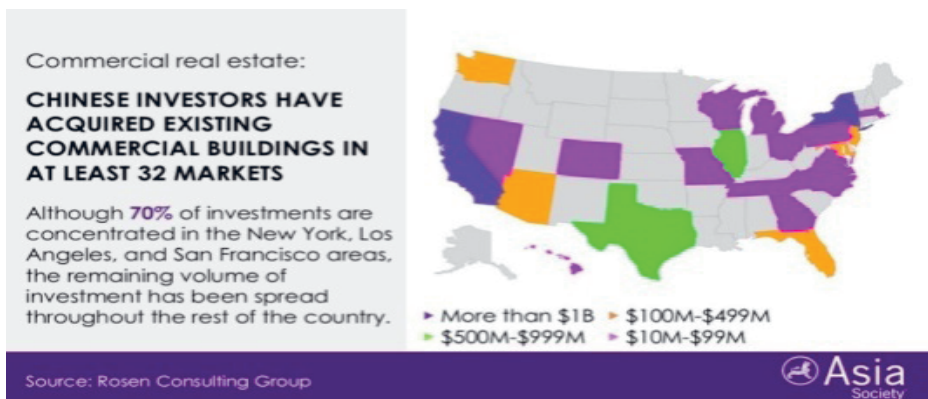 Commercial real estate:
CHINESE INVESTORS HAVE
ACQUIRED EXISTING
COMMERCIAL BUILDINGS IN
AT LEAST 32 MARKETS
Although 70% of investments are
concentrated in the New York, Los
Angeles, and San Francisco areas,
the remaining volume of
investment has been spread
throughout the rest of the country.
More than $1B
$100M-$499M
$500M-$999M
$10M-$99M
Source: Rosen Consulting Group
Asia
Society